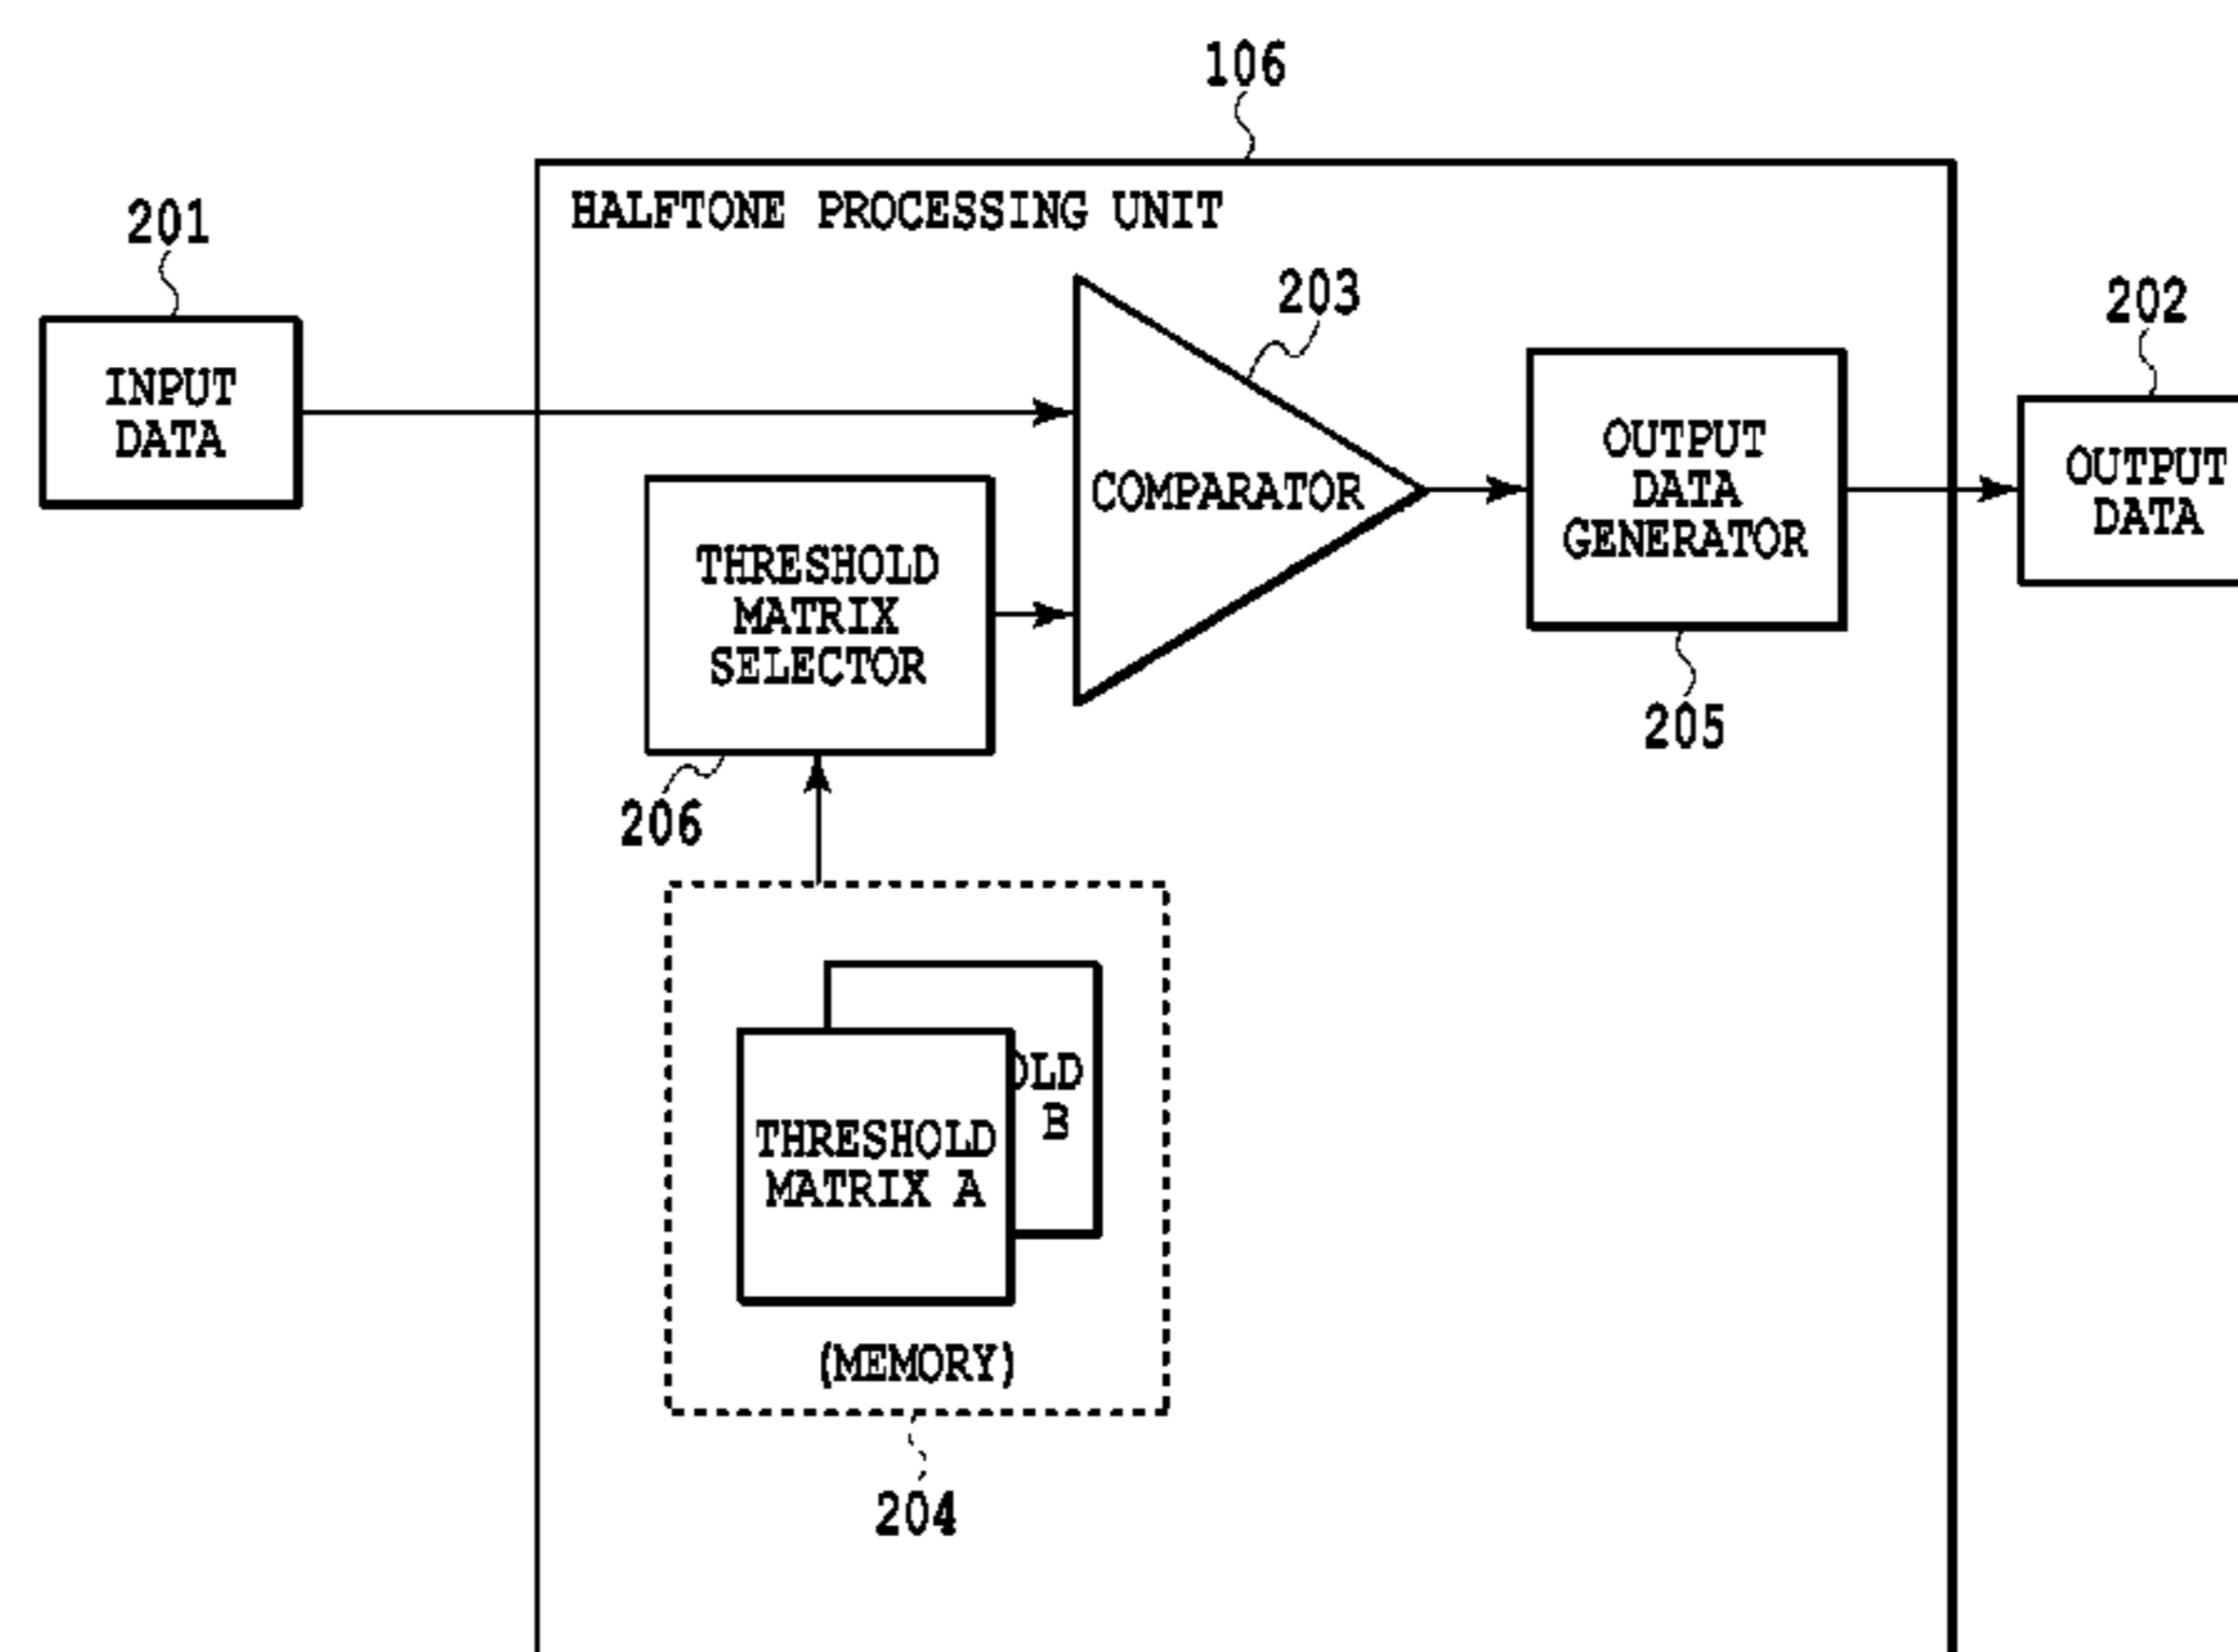 106
HALFTONE PROCESSING UNIT
201
203
202
INPUT
DATA
COMPARATOR
OUTPUT
DATA
GENERATOR
OUTPUT
DATA
THRESHOLD
MATRIX
SELECTOR
205
206
OLD
B
THRESHOLD
MATRIX A
(MEMORY)
204